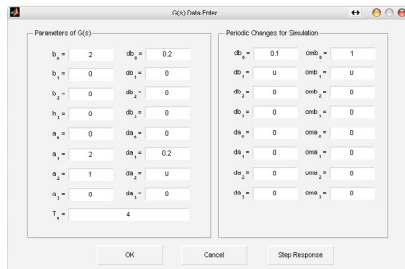 G(s) Data Enter
Parameters of G(s)
b0 = 2 db0 = 0.2
b1 = 0 db1 = 0
b2 = 0 db2 = 0
b3 = 0 db3 = 0
a0 = 0 da0 = 0
a1 = 2 da1 = 0.2
a2 = 1 da2 = 0
a3 = 0 da3 = 0
T = 4
Periodic Changes for Simulation
db0 = 0.1 omb0 = 1
db1 = 0 omb1 = 0
db2 = 0 omb2 = 0
db3 = 0 omb3 = 0
da0 = 0 oma0 = 0
da1 = 0 oma1 = 0
da2 = 0 oma2 = 0
da3 = 0 oma3 = 0
OK Cancel Step Response